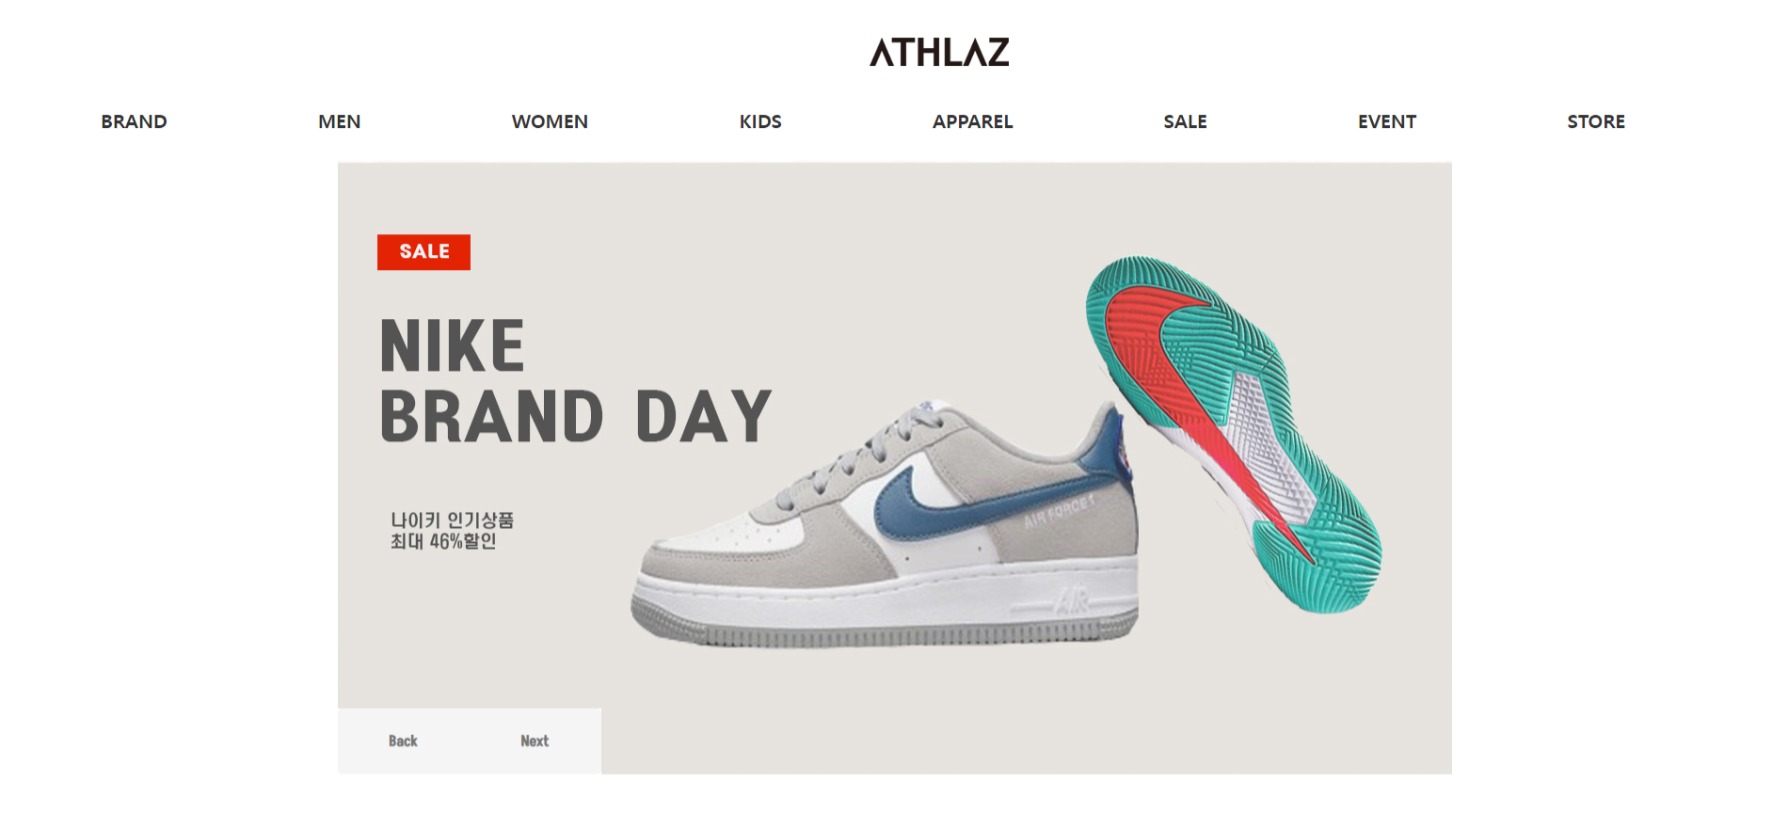 ATHLAZ
BRAND MEN WOMEN KIDS APPAREL SALE EVENT STORE
SALE
NIKE
BRAND DAY
나이키 인기상품
최대 46%할인
AIR FORCE 1
AIR
Back Next